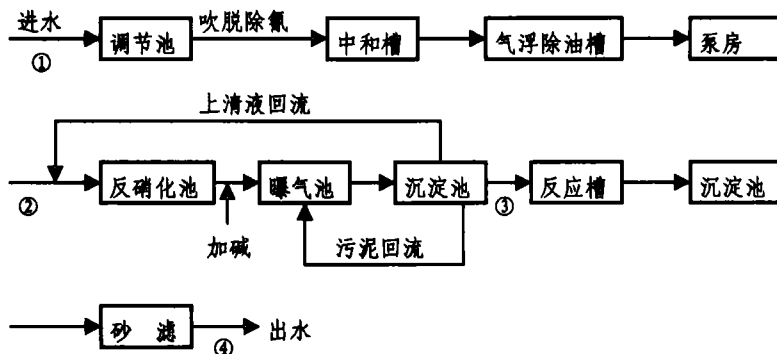 进水 吹脱除氰
① 调节池 中和槽 气浮除油槽 泵房
上清液回流
② 反硝化池 曝气池 沉淀池 ③ 反应槽 沉淀池
加碱 污泥回流
砂 滤 ④ 出水